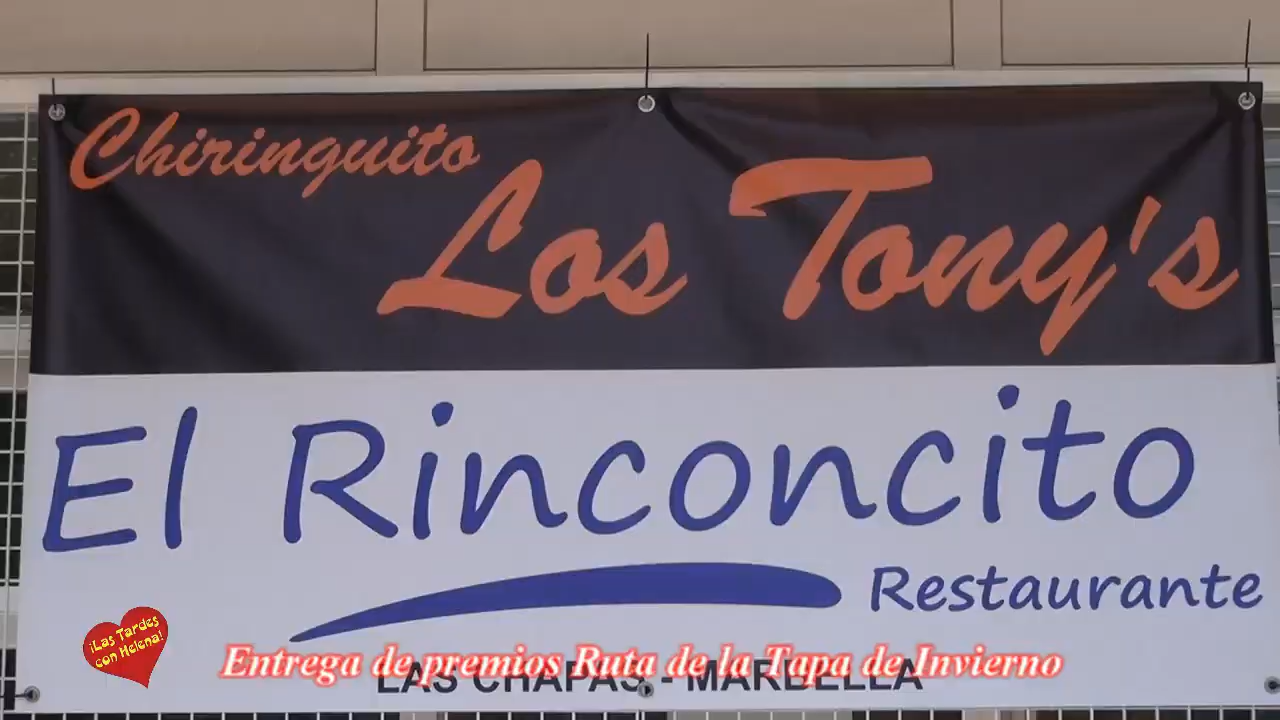 Chiringuito
Los Tony's
El Rinconcito
Restaurante
¡Las Tardes
con Helena!
Entrega de premios Ruta de la Tapa de Invierno
LAS CHAPAS - MARBELLA